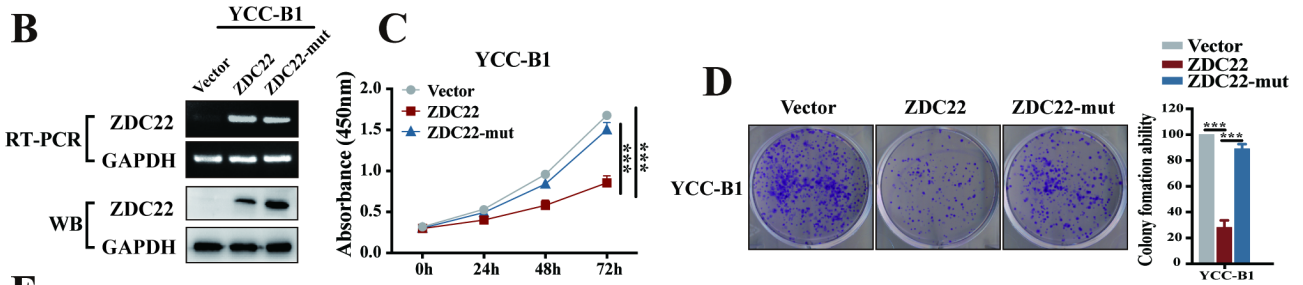 B
YCC-B1
Vector
ZDC22
ZDC22-mut
RT-PCR
ZDC22
GAPDH
WB
ZDC22
GAPDH
C
YCC-B1
Absorbance (450nm)
2.0
1.5
1.0
0.5
0.0
Vector
ZDC22
ZDC22-mut
***
***
0h
24h
48h
72h
D
Vector
ZDC22
ZDC22-mut
YCC-B1
Vector
ZDC22
ZDC22-mut
Colony fomation ability
120
100
80
60
40
20
0
***
***
YCC-B1